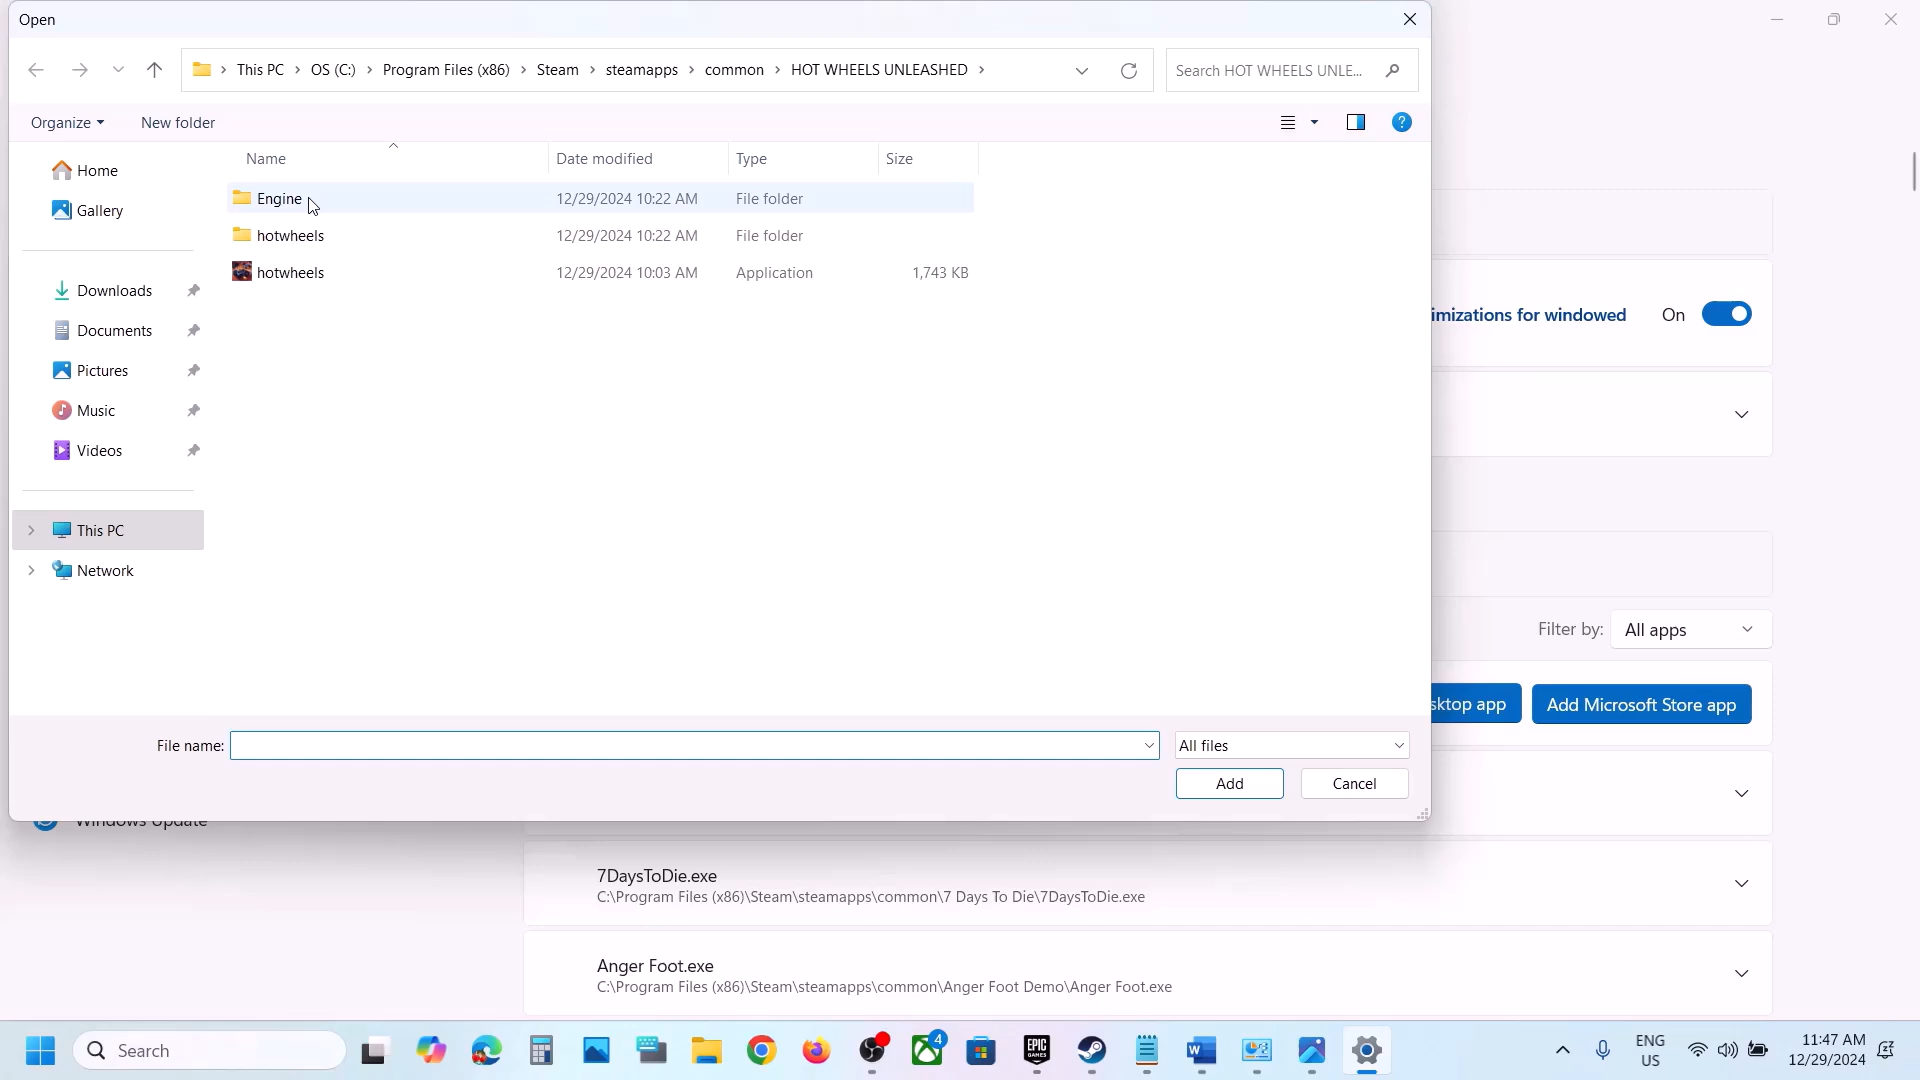 Open
This PC > OS (C:) > Program Files (x86) > Steam > steamapps > common > HOT WHEELS UNLEASHED >
Search HOT WHEELS UNLE...
Organize
New folder
Name
Date modified
Type
Size
Home
Gallery
Downloads
Documents
Pictures
Music
Videos
This PC
Network
Engine 12/29/2024 10:22 AM File folder
hotwheels 12/29/2024 10:22 AM File folder
hotwheels 12/29/2024 10:03 AM Application 1,743 KB
File name:
All files
Add
Cancel
imizations for windowed
On
Filter by:
All apps
sktop app
Add Microsoft Store app
Windows Update
7DaysToDie.exe
C:\Program Files (x86)\Steam\steamapps\common\7 Days To Die\7DaysToDie.exe
Anger Foot.exe
C:\Program Files (x86)\Steam\steamapps\common\Anger Foot Demo\Anger Foot.exe
Search
4
EPIC
GAMES
ENG
US
11:47 AM
12/29/2024